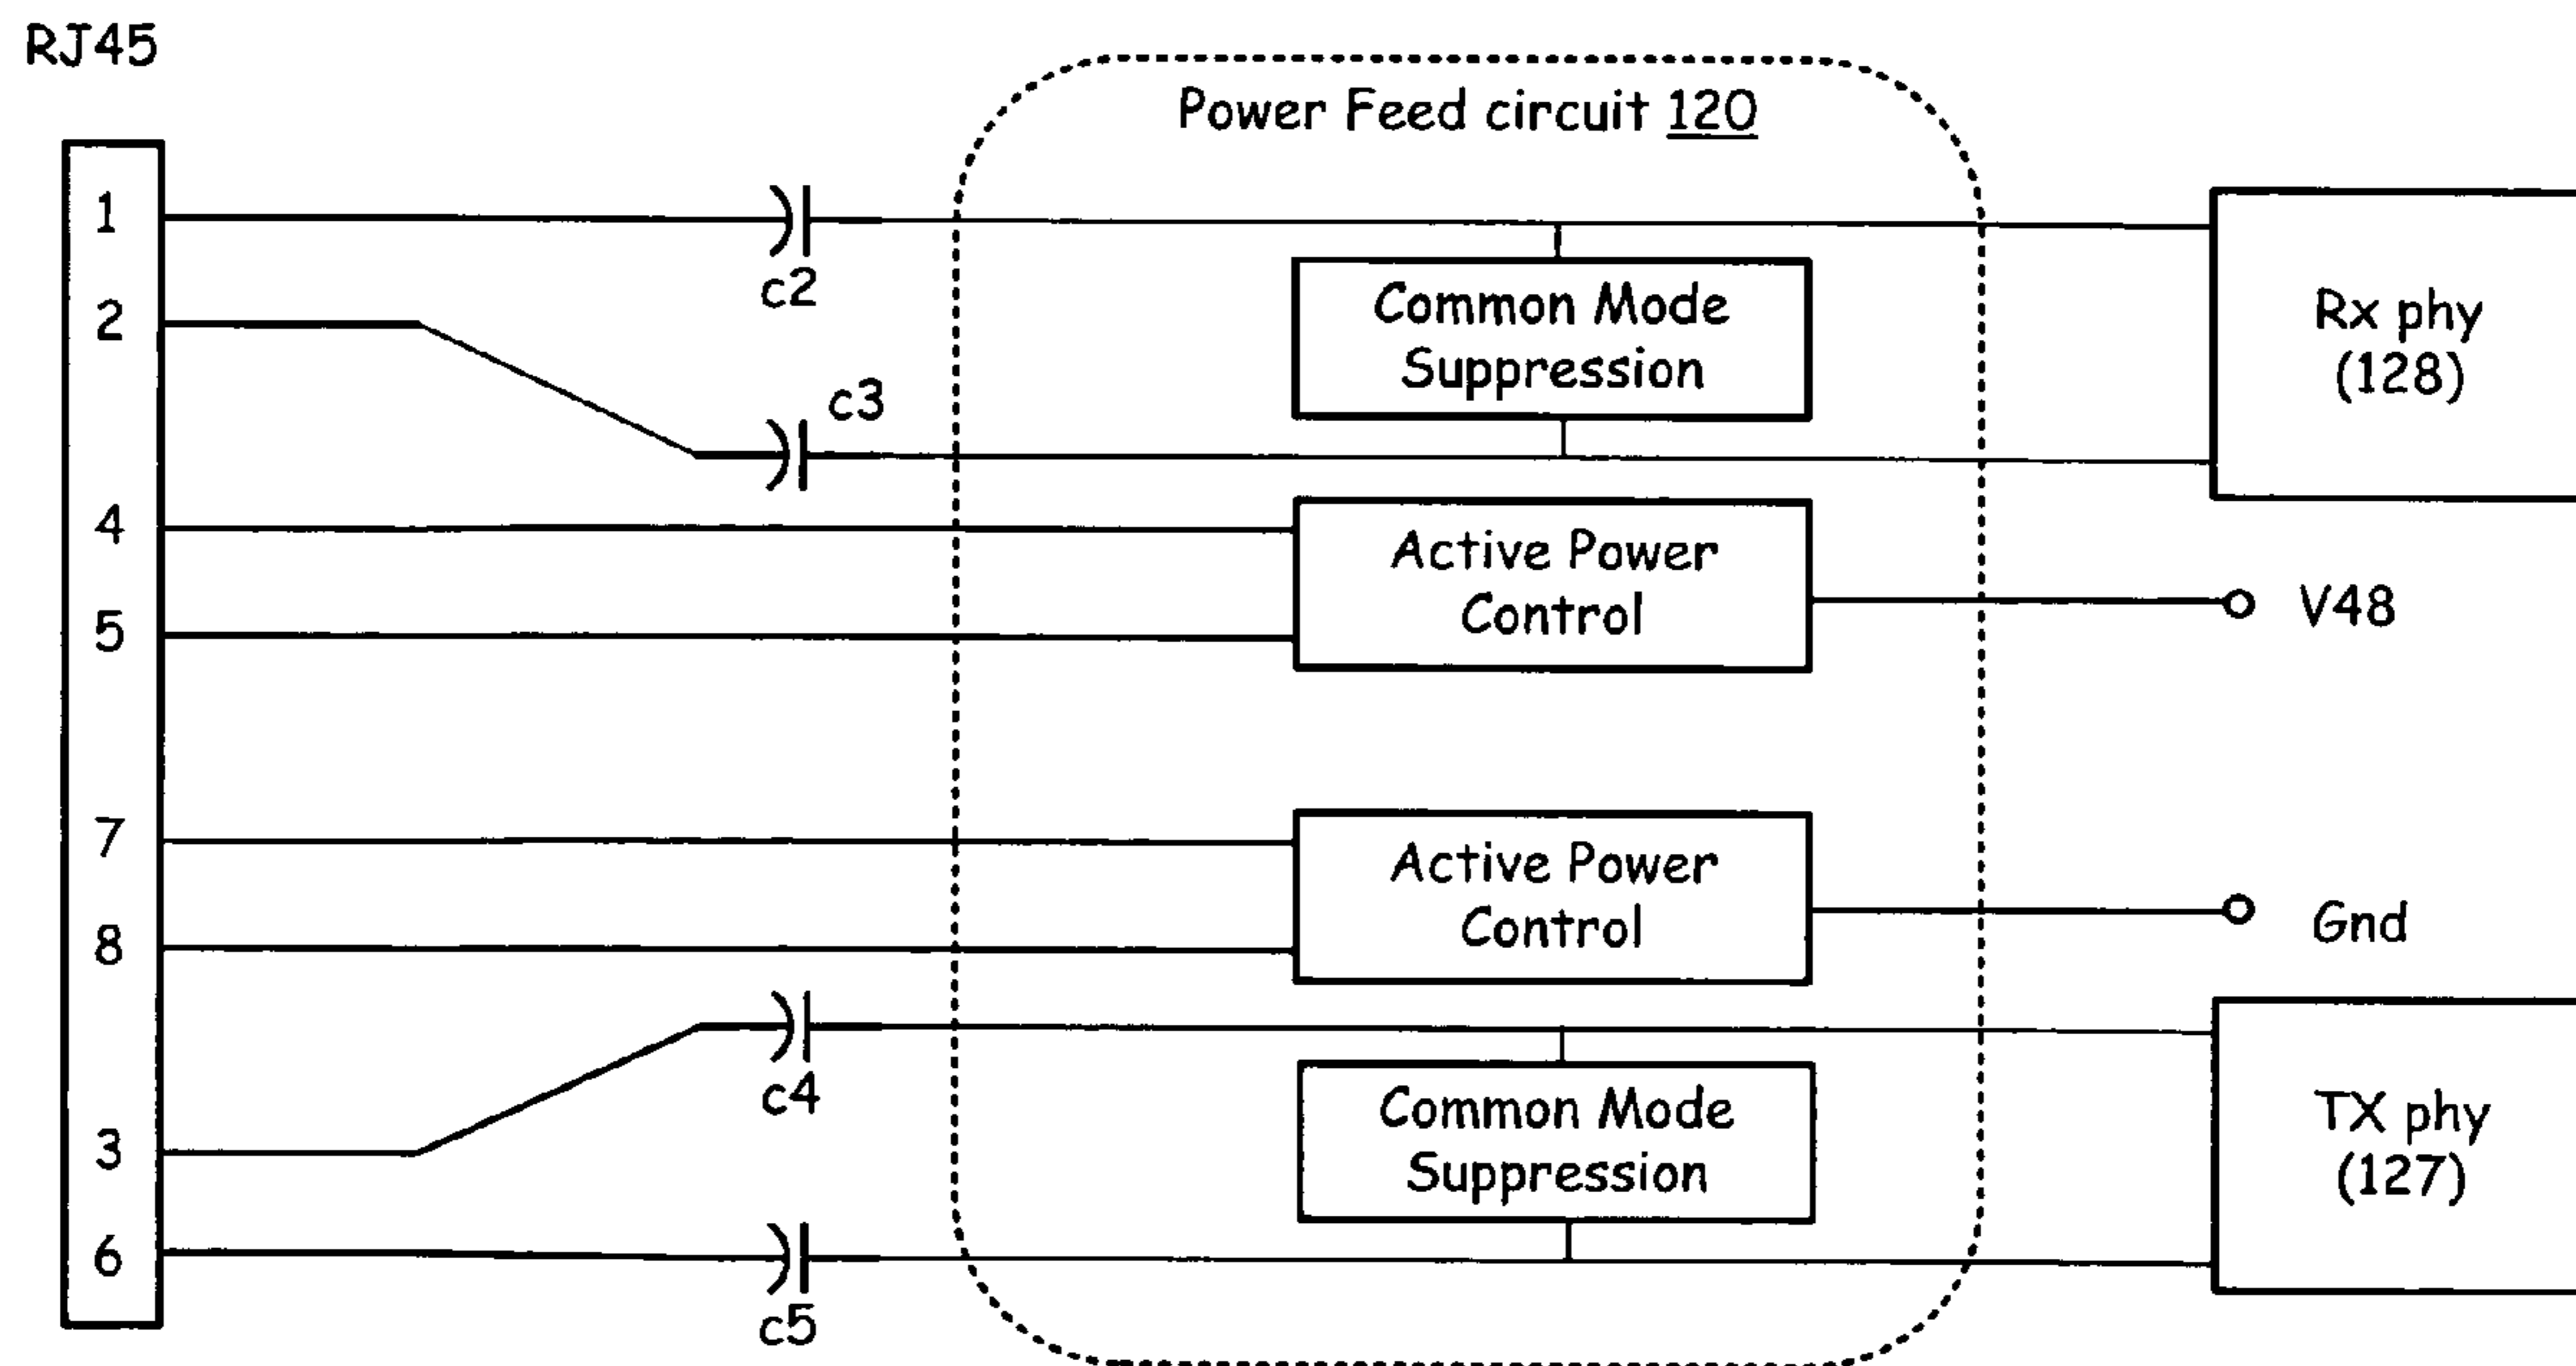 RJ45
Power Feed circuit 120
1
c2
Common Mode
Suppression
2
Rx phy
(128)
c3
4
Active Power
Control
V48
5
7
Active Power
Control
Gnd
8
c4
Common Mode
Suppression
TX phy
(127)
3
6
c5